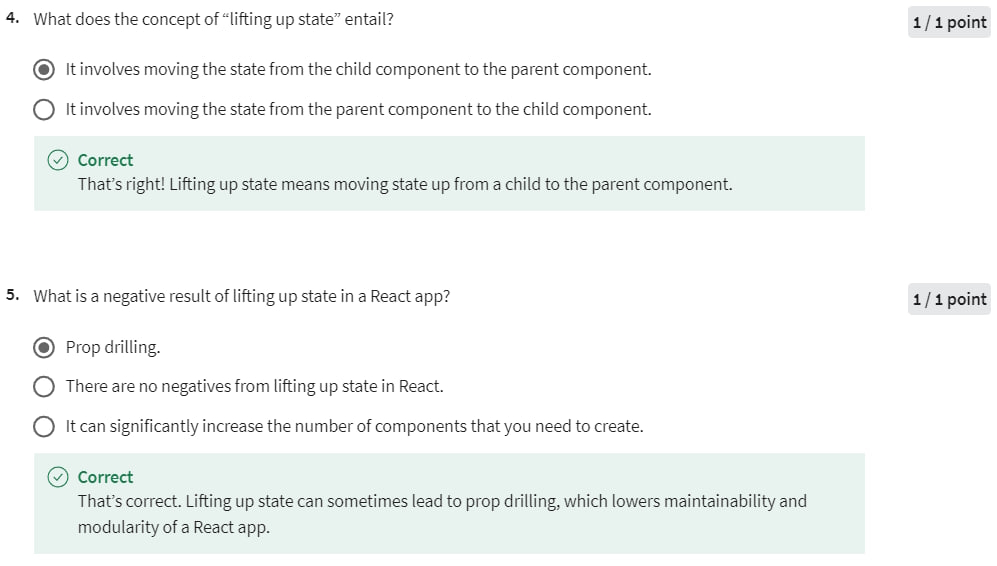 4. What does the concept of “lifting up state” entail?
1 / 1 point
It involves moving the state from the child component to the parent component.
It involves moving the state from the parent component to the child component.
Correct
That’s right! Lifting up state means moving state up from a child to the parent component.
5. What is a negative result of lifting up state in a React app?
1 / 1 point
Prop drilling.
There are no negatives from lifting up state in React.
It can significantly increase the number of components that you need to create.
Correct
That’s correct. Lifting up state can sometimes lead to prop drilling, which lowers maintainability and
modularity of a React app.